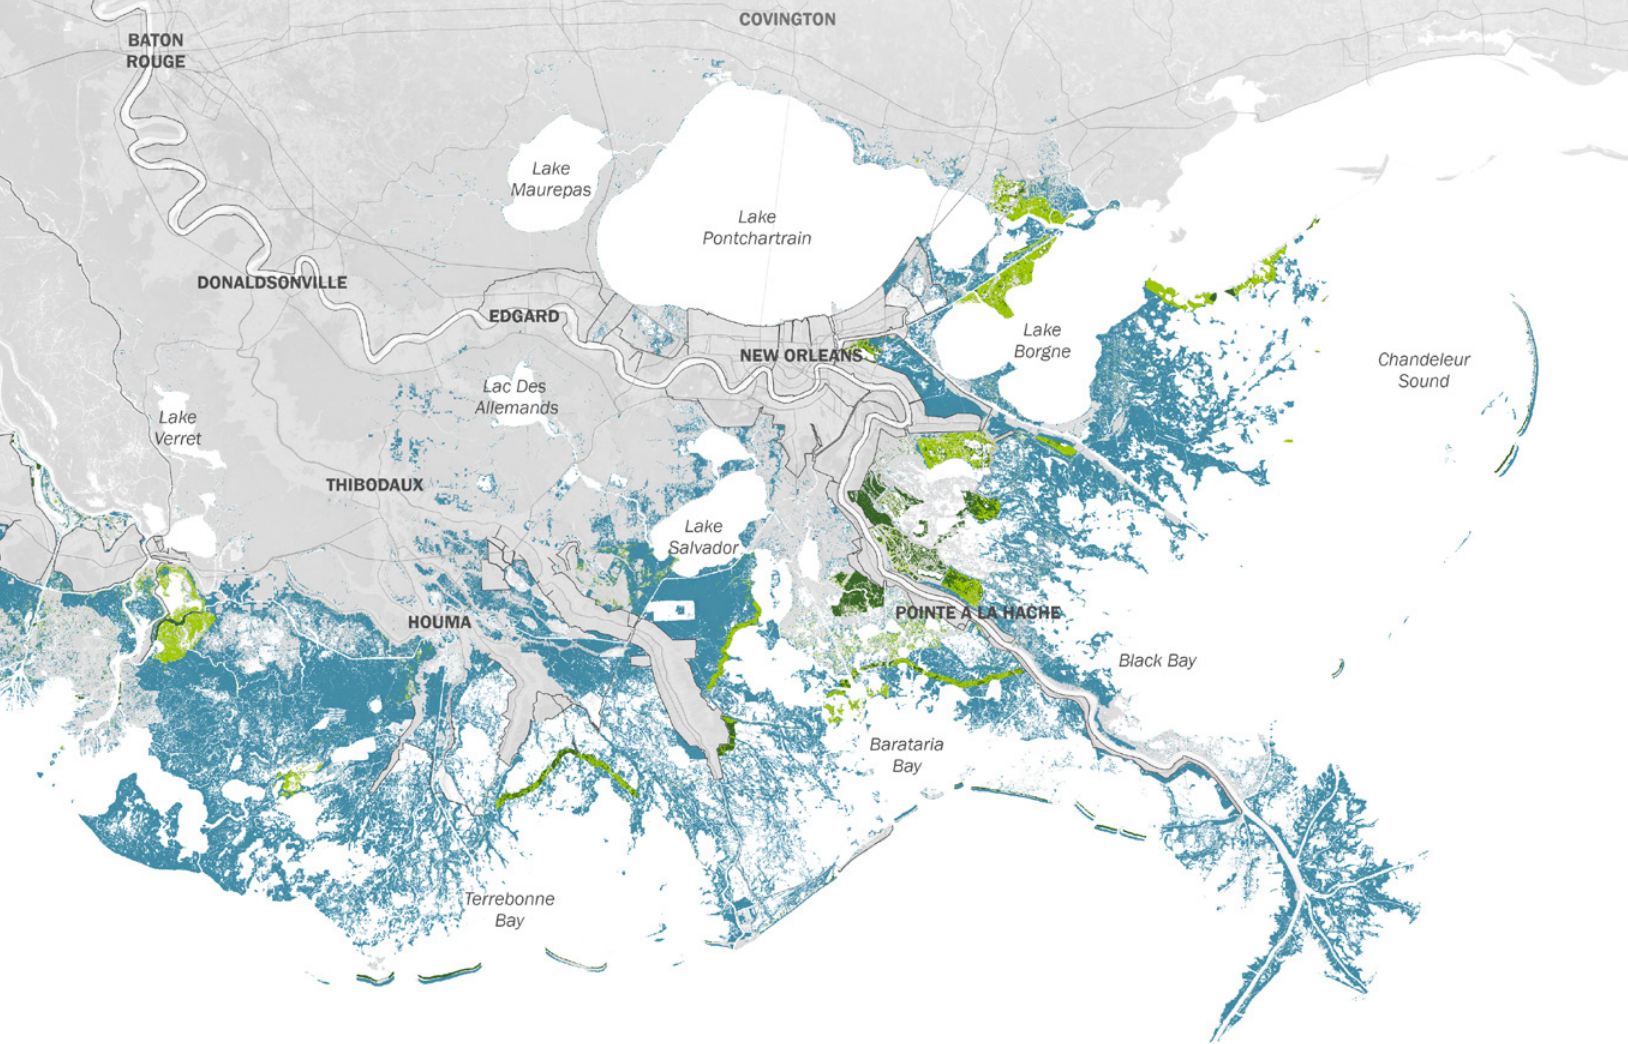 COVINGTON
BATON
ROUGE
Lake
Maurepas
Lake
Pontchartrain
DONALDSONVILLE
EDGARD
NEW ORLEANS
Lake
Borgne
Chandeleur
Sound
Lac Des
Allemands
Lake
Verret
THIBODAUX
Lake
Salvador
HOUMA
POINTE A LA HACHE
Black Bay
Barataria
Bay
Terrebonne
Bay